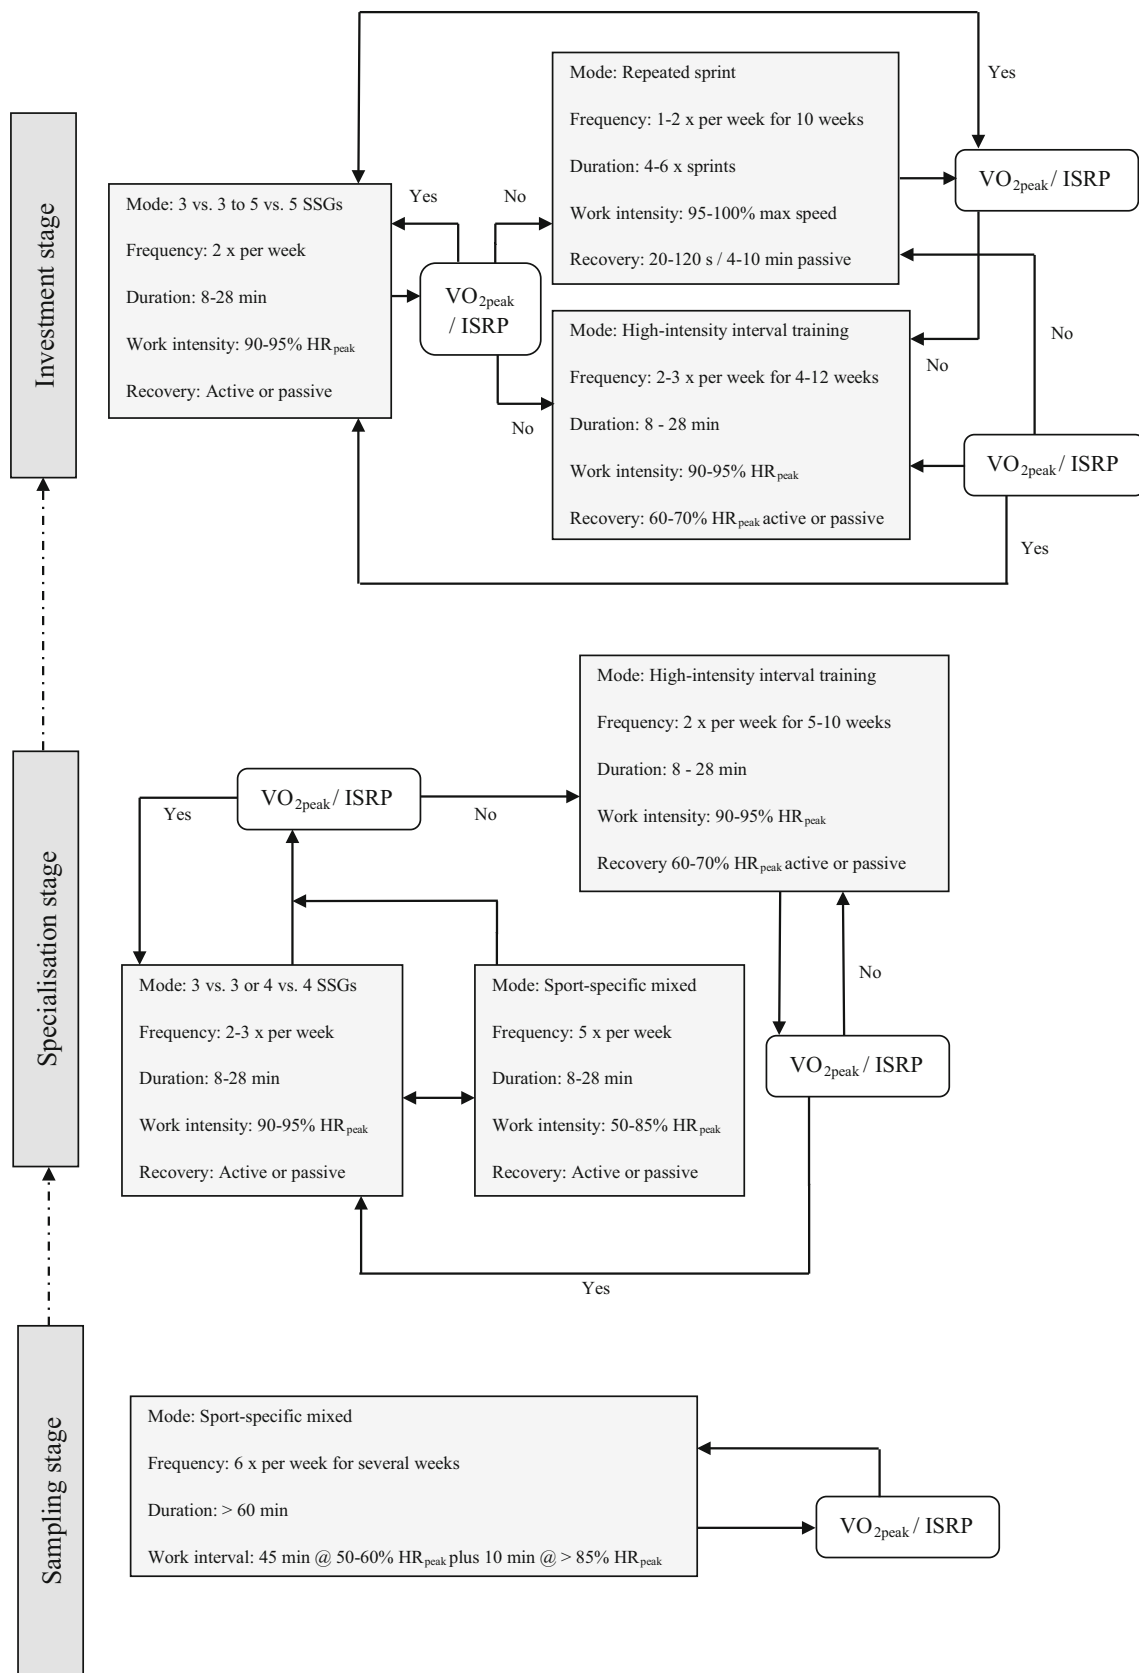 Investment stage
Mode: Repeated sprint
Frequency: 1-2 x per week for 10 weeks
Duration: 4-6 x sprints
Work intensity: 95-100% max speed
Recovery: 20-120 s / 4-10 min passive
Yes
VO2peak / ISRP
Mode: 3 vs. 3 to 5 vs. 5 SSGs
Frequency: 2 x per week
Duration: 8-28 min
Work intensity: 90-95% HRpeak
Recovery: Active or passive
Yes
No
VO2peak
/ ISRP
No
Mode: High-intensity interval training
Frequency: 2-3 x per week for 4-12 weeks
Duration: 8 - 28 min
Work intensity: 90-95% HRpeak
Recovery: 60-70% HRpeak active or passive
No
No
VO2peak / ISRP
Yes
Specialisation stage
Mode: High-intensity interval training
Frequency: 2 x per week for 5-10 weeks
Duration: 8 - 28 min
Work intensity: 90-95% HRpeak
Recovery 60-70% HRpeak active or passive
VO2peak / ISRP
Yes
No
Mode: 3 vs. 3 or 4 vs. 4 SSGs
Frequency: 2-3 x per week
Duration: 8-28 min
Work intensity: 90-95% HRpeak
Recovery: Active or passive
Mode: Sport-specific mixed
Frequency: 5 x per week
Duration: 8-28 min
Work intensity: 50-85% HRpeak
Recovery: Active or passive
No
VO2peak / ISRP
Yes
Sampling stage
Mode: Sport-specific mixed
Frequency: 6 x per week for several weeks
Duration: > 60 min
Work interval: 45 min @ 50-60% HRpeak plus 10 min @ > 85% HRpeak
VO2peak / ISRP